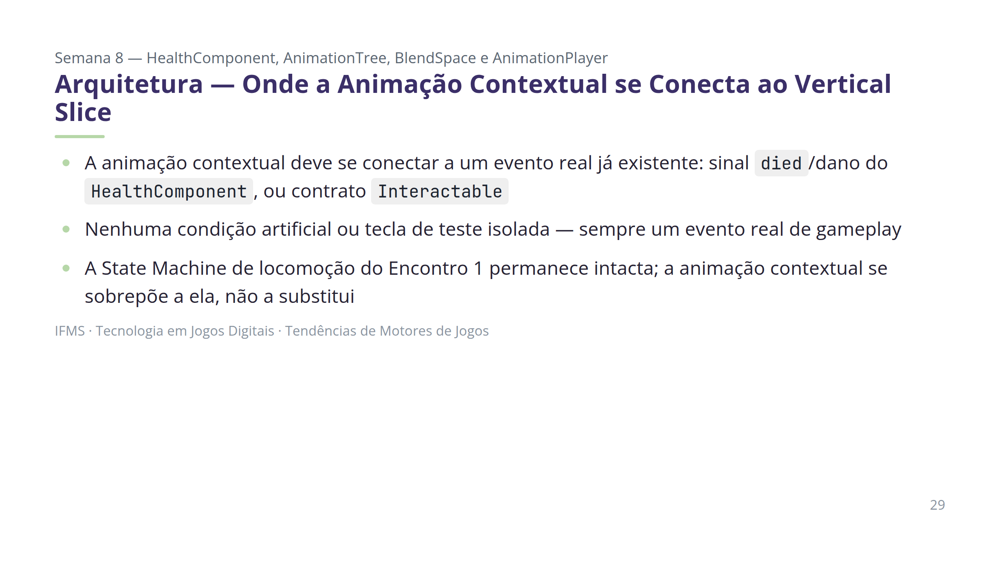 Semana 8 — HealthComponent, AnimationTree, BlendSpace e AnimationPlayer
Arquitetura — Onde a Animação Contextual se Conecta ao Vertical
Slice
A animação contextual deve se conectar a um evento real já existente: sinal died/dano do
HealthComponent, ou contrato Interactable
Nenhuma condição artificial ou tecla de teste isolada — sempre um evento real de gameplay
A State Machine de locomoção do Encontro 1 permanece intacta; a animação contextual se
sobrepõe a ela, não a substitui
IFMS · Tecnologia em Jogos Digitais · Tendências de Motores de Jogos
29